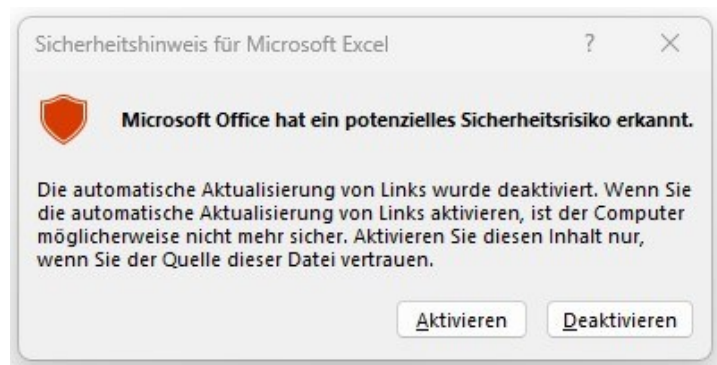 Sicherheitshinweis für Microsoft Excel ? ×
Microsoft Office hat ein potenzielles Sicherheitsrisiko erkannt.
Die automatische Aktualisierung von Links wurde deaktiviert. Wenn Sie
die automatische Aktualisierung von Links aktivieren, ist der Computer
möglicherweise nicht mehr sicher. Aktivieren Sie diesen Inhalt nur,
wenn Sie der Quelle dieser Datei vertrauen.
Aktivieren Deaktivieren